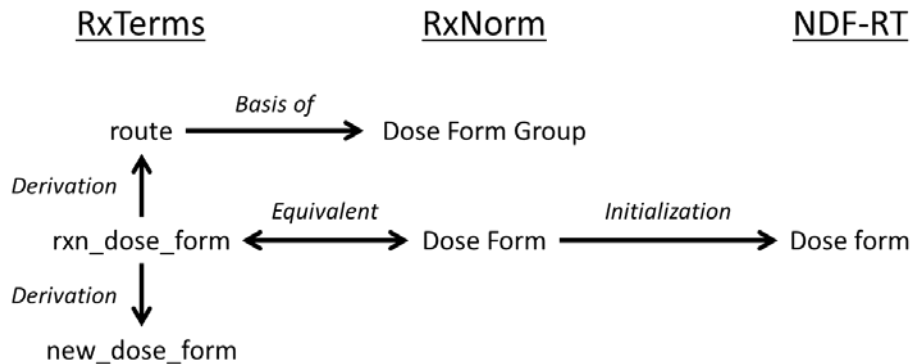 RxTerms RxNorm NDF-RT
Basis of
route Dose Form Group
Derivation
Equivalent Initialization
rxn_dose_form Dose Form Dose form
Derivation
new_dose_form